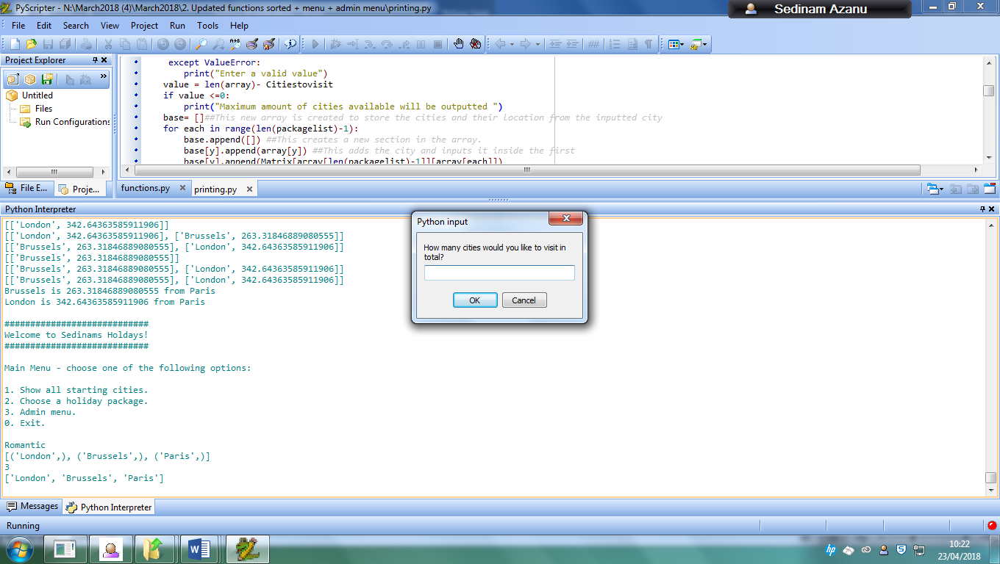 PyScripter - N:\March2018 (4)\March2018\2. Updated functions sorted + menu + admin menu\printing.py
Sedinam Azanu
File Edit Search View Project Run Tools Help
Project Explorer
Untitled
Files
Run Configurations
File E... Proje...
except ValueError:
print("Enter a valid value")
value = len(array)- Citiestovisit
if value <=0:
print("Maximum amount of cities available will be outputted ")
base= []##This new array is created to store the cities and their location from the inputted city
for each in range(len(packagelist)-1):
base.append([]) ##This creates a new section in the array.
base[y].append(array[y]) ##This adds the city and inputs it inside the first
base[y].append(Matrix[array[len(packagelist)-1]][array[each]])
functions.py printing.py
Python Interpreter
[['London', 342.64363585911906]]
[['London', 342.64363585911906], ['Brussels', 263.31846889080555]]
[['Brussels', 263.31846889080555], ['London', 342.64363585911906]]
[['Brussels', 263.31846889080555]]
[['Brussels', 263.31846889080555], ['London', 342.64363585911906]]
[['Brussels', 263.31846889080555], ['London', 342.64363585911906]]
Brussels is 263.31846889080555 from Paris
London is 342.64363585911906 from Paris
############################
Welcome to Sedinams Holdays!
############################
Main Menu - choose one of the following options:
1. Show all starting cities.
2. Choose a holiday package.
3. Admin menu.
0. Exit.
Romantic
[('London',), ('Brussels',), ('Paris',)]
3
['London', 'Brussels', 'Paris']
Python input
How many cities would you like to visit in
total?
OK Cancel
Messages Python Interpreter
Running
10:22
23/04/2018